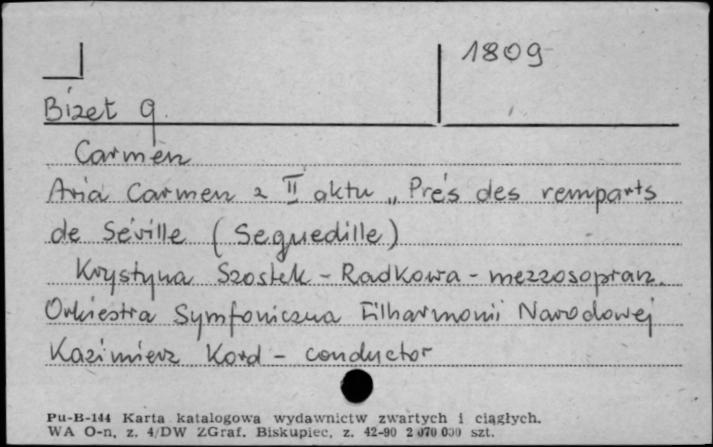 1809
Bizet G.
Carmen
Aria Carmen z II aktu „Prés des remparts
de Séville (Seguedille)
Krystyna Szostek - Radkowa - mezzosopran.
Orkiestra Symfoniczna Filharmonii Narodowej
Kazimierz Kord - conductor
Pu-B-144 Karta katalogowa wydawnictw zwartych i ciągłych.
WA O-n, z. 4/DW ZGraf. Biskupiec, z. 42-90 2 070 000 szt.